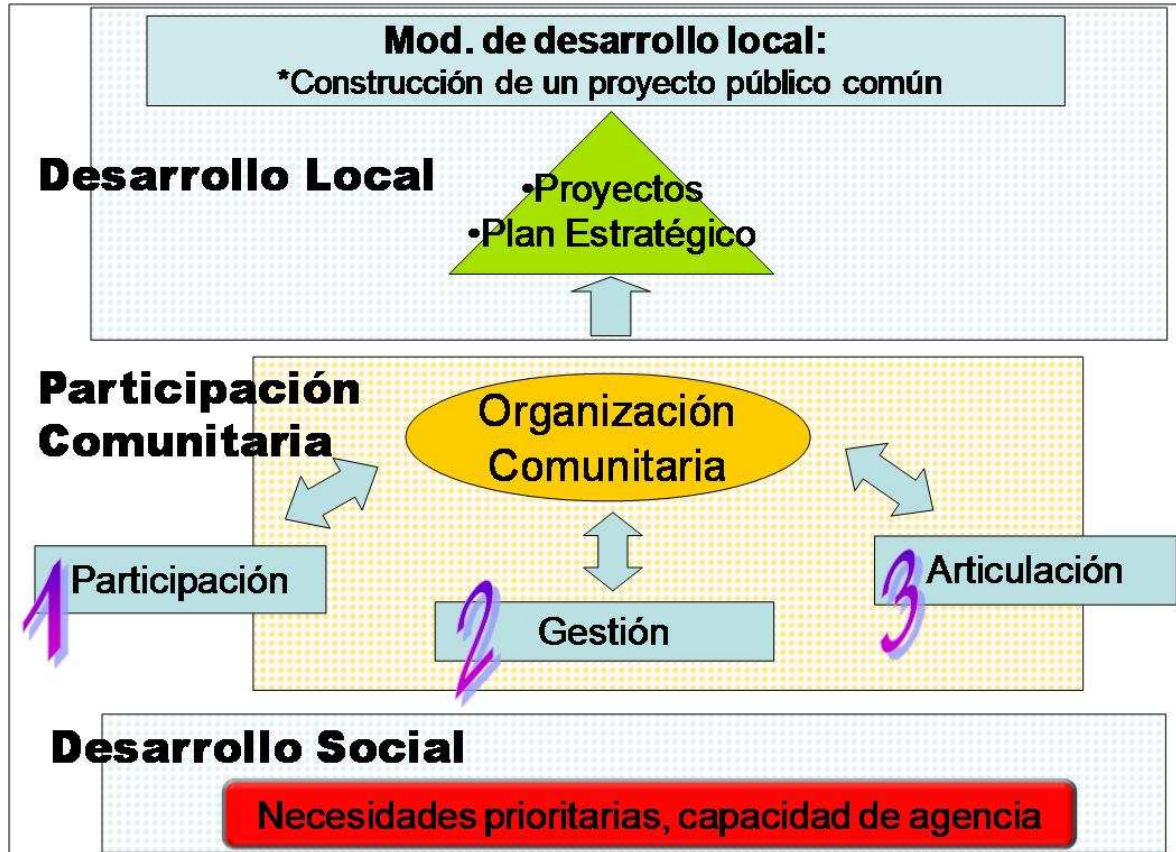 Mod. de desarrollo local:
*Construcción de un proyecto público común
Desarrollo Local
•Proyectos
•Plan Estratégico
Participación
Comunitaria
Organización
Comunitaria
1 Participación
2 Gestión
3 Articulación
Desarrollo Social
Necesidades prioritarias, capacidad de agencia